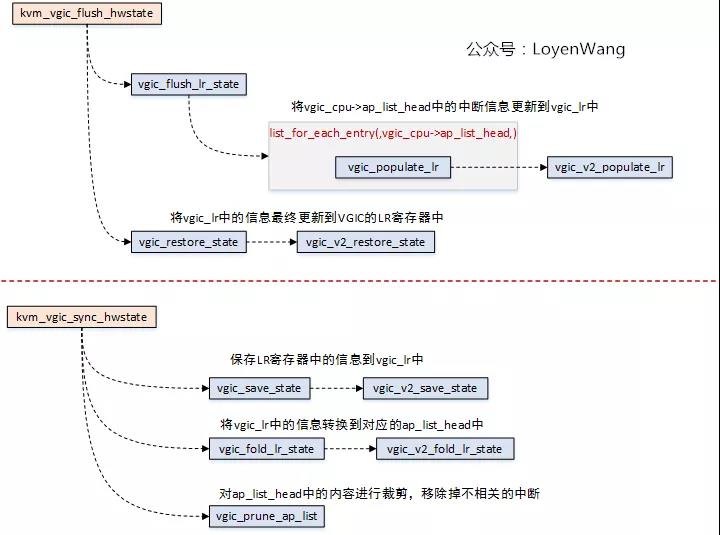 kvm_vgic_flush_hwstate
公众号：LoyenWang
vgic_flush_lr_state
将vgic_cpu->ap_list_head中的中断信息更新到vgic_lr中
list_for_each_entry(,vgic_cpu->ap_list_head,)
vgic_populate_lr
vgic_v2_populate_lr
将vgic_lr中的信息最终更新到VGIC的LR寄存器中
vgic_restore_state
vgic_v2_restore_state
kvm_vgic_sync_hwstate
保存LR寄存器中的信息到vgic_lr中
vgic_save_state
vgic_v2_save_state
将vgic_lr中的信息转换到对应的ap_list_head中
vgic_fold_lr_state
vgic_v2_fold_lr_state
对ap_list_head中的内容进行裁剪，移除掉不相关的中断
vgic_prune_ap_list